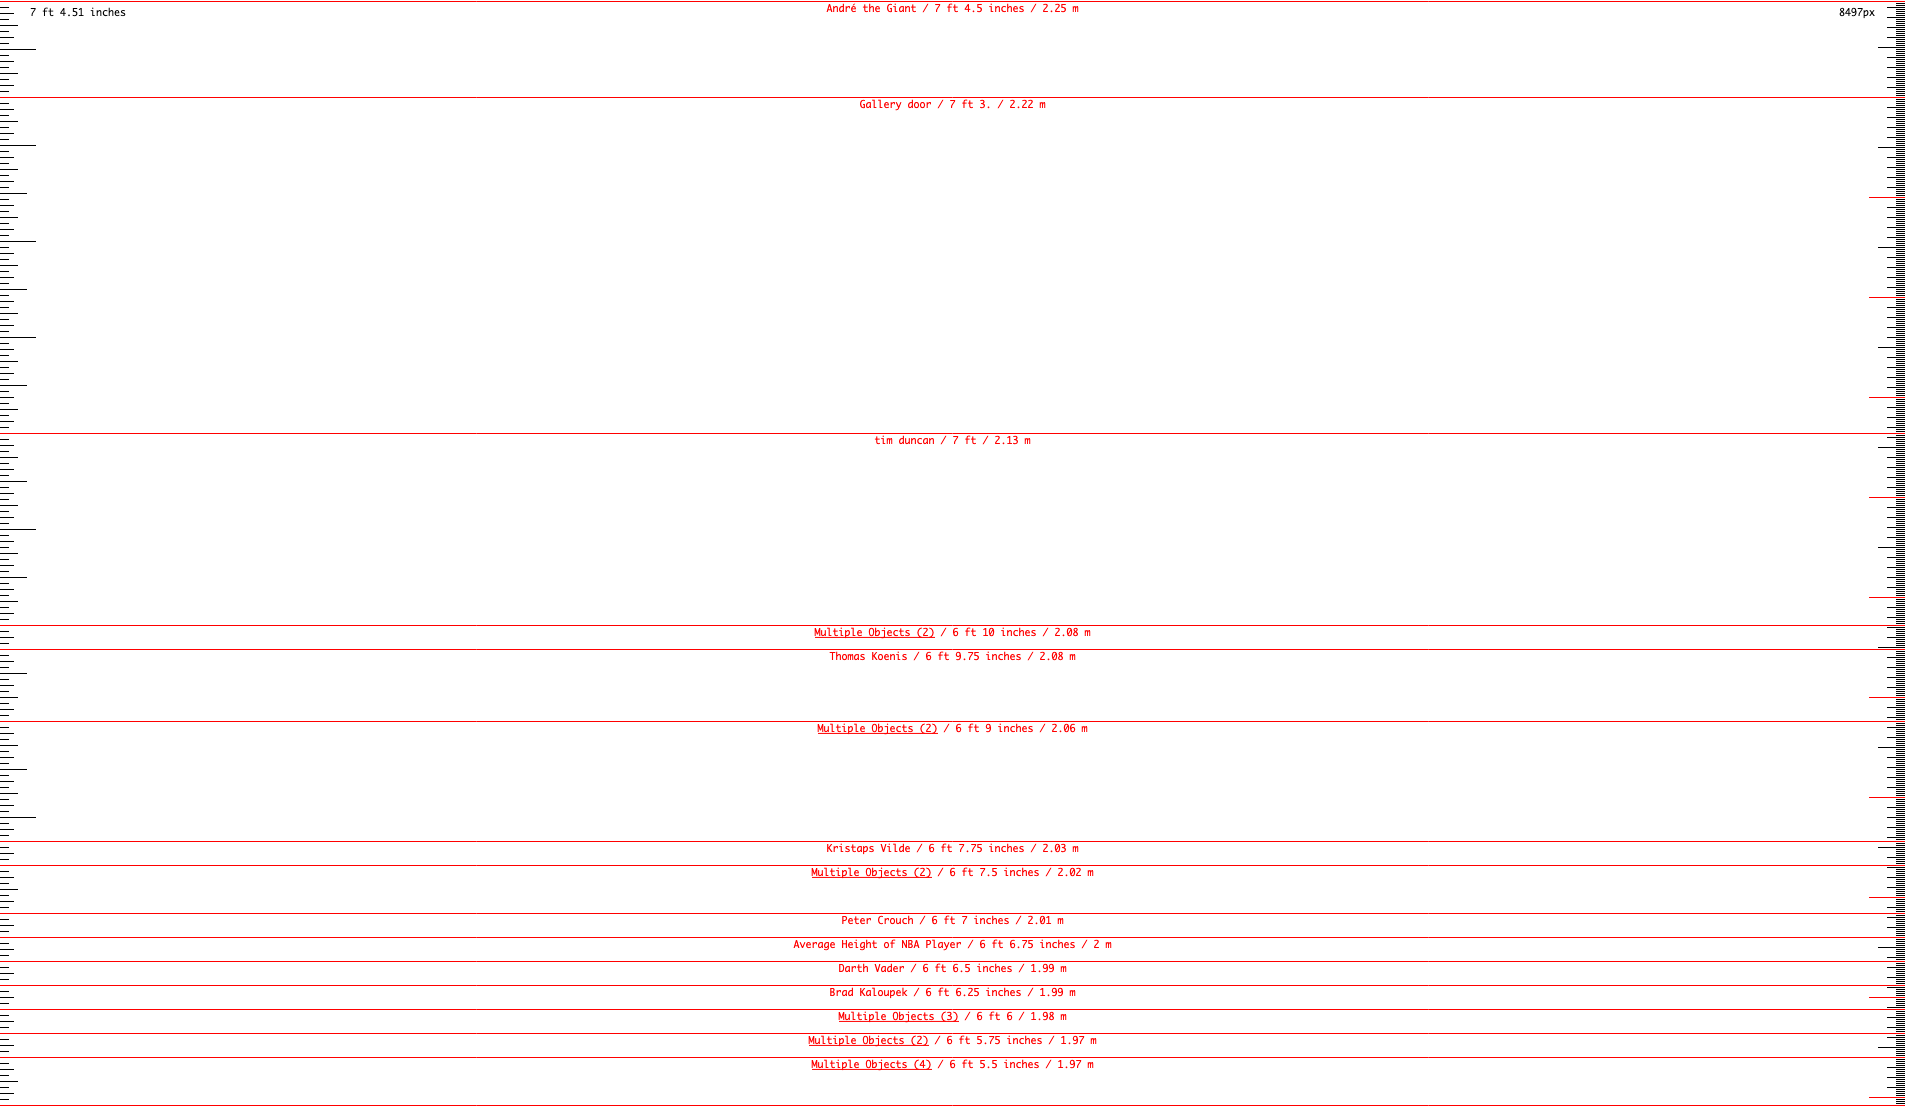 7 ft 4.51 inches
André the Giant / 7 ft 4.5 inches / 2.25 m
8497px
Gallery door / 7 ft 3. / 2.22 m
tim duncan / 7 ft / 2.13 m
Multiple Objects (2) / 6 ft 10 inches / 2.08 m
Thomas Koenis / 6 ft 9.75 inches / 2.08 m
Multiple Objects (2) / 6 ft 9 inches / 2.06 m
Kristaps Vilde / 6 ft 7.75 inches / 2.03 m
Multiple Objects (2) / 6 ft 7.5 inches / 2.02 m
Peter Crouch / 6 ft 7 inches / 2.01 m
Average Height of NBA Player / 6 ft 6.75 inches / 2 m
Darth Vader / 6 ft 6.5 inches / 1.99 m
Brad Kaloupek / 6 ft 6.25 inches / 1.99 m
Multiple Objects (3) / 6 ft 6 / 1.98 m
Multiple Objects (2) / 6 ft 5.75 inches / 1.97 m
Multiple Objects (4) / 6 ft 5.5 inches / 1.97 m